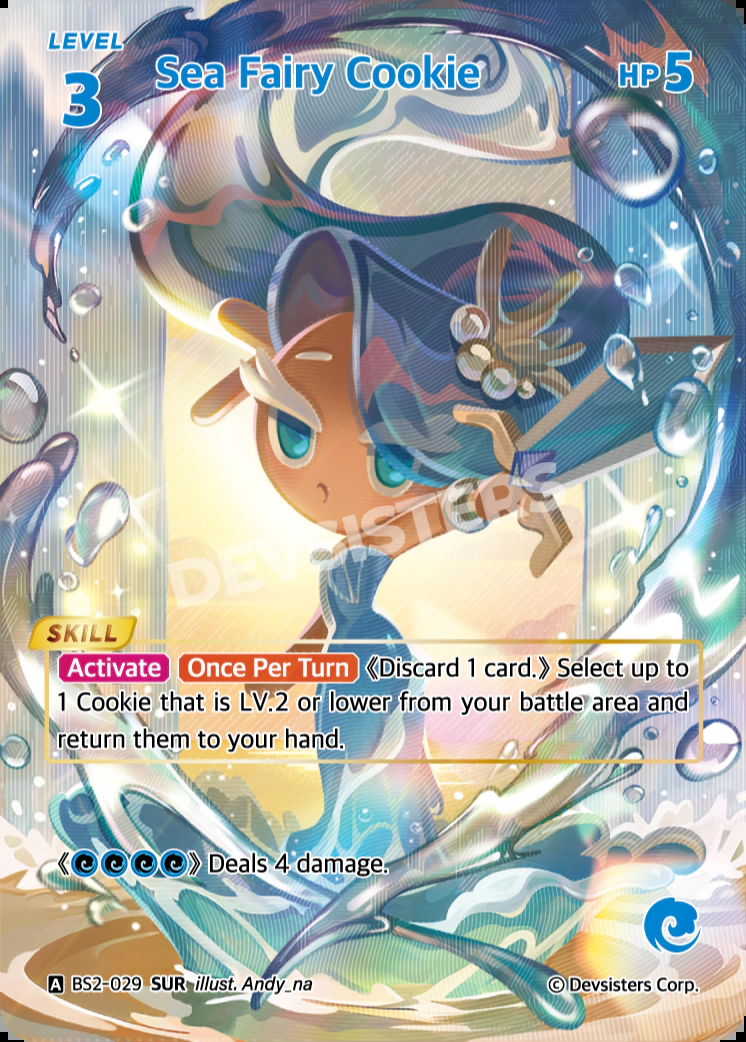 LEVEL
3
Sea Fairy Cookie
HP 5
DEVSISTERS
SKILL
Activate Once Per Turn 《Discard 1 card.》 Select up to
1 Cookie that is LV.2 or lower from your battle area and
return them to your hand.
《》 Deals 4 damage.
A BS2-029 SUR illust. Andy_na
© Devsisters Corp.